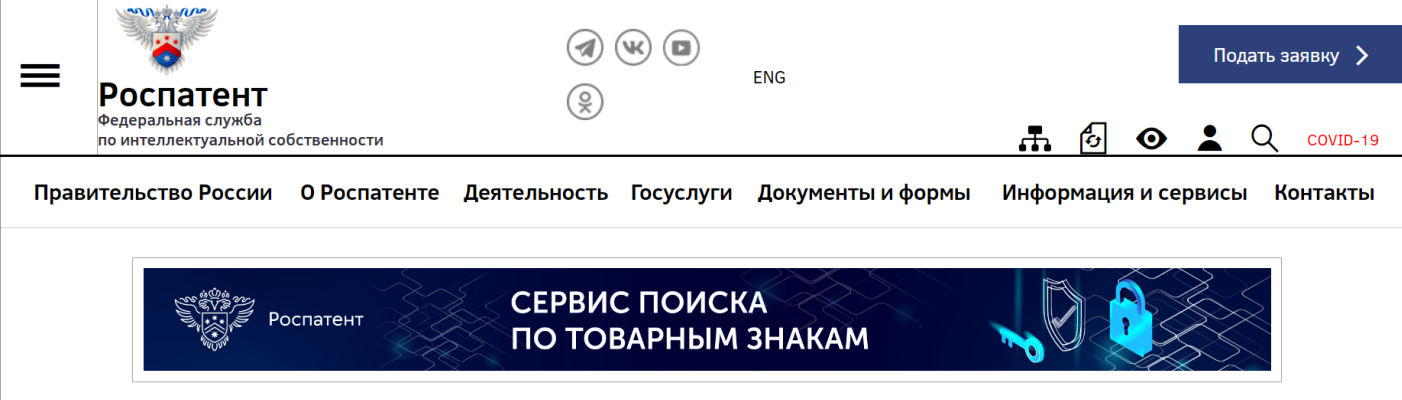 Роспатент
Федеральная служба
по интеллектуальной собственности
ENG
Подать заявку
COVID-19
Правительство России О Роспатенте Деятельность Госуслуги Документы и формы Информация и сервисы Контакты
Роспатент
СЕРВИС ПОИСКА
ПО ТОВАРНЫМ ЗНАКАМ